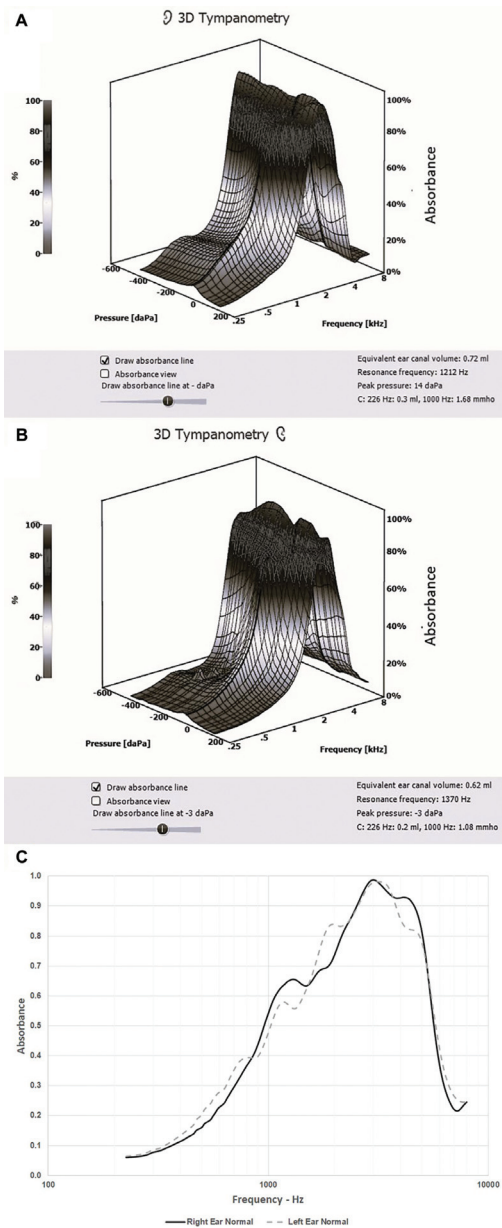 A
3D Tympanometry
100
80
60
40
20
0
%
100%
80%
60%
40%
20%
0%
Absorbance
-600
-400
-200
0
200
Pressure [daPa]
.25
.5
1
2
4
8
Frequency [kHz]
Draw absorbance line
Absorbance view
Draw absorbance line at - daPa
Equivalent ear canal volume: 0.72 ml
Resonance frequency: 1212 Hz
Peak pressure: 14 daPa
C: 226 Hz: 0.3 ml, 1000 Hz: 1.68 mmho
B
3D Tympanometry
100
80
60
40
20
0
%
100%
80%
60%
40%
20%
0%
Absorbance
-600
-400
-200
0
200
Pressure [daPa]
.25
.5
1
2
4
8
Frequency [kHz]
Draw absorbance line
Absorbance view
Draw absorbance line at -3 daPa
Equivalent ear canal volume: 0.62 ml
Resonance frequency: 1370 Hz
Peak pressure: -3 daPa
C: 226 Hz: 0.2 ml, 1000 Hz: 1.08 mmho
C
1.0
0.9
0.8
0.7
0.6
0.5
0.4
0.3
0.2
0.1
0.0
Absorbance
100 1000 10000
Frequency - Hz
Right Ear Normal Left Ear Normal